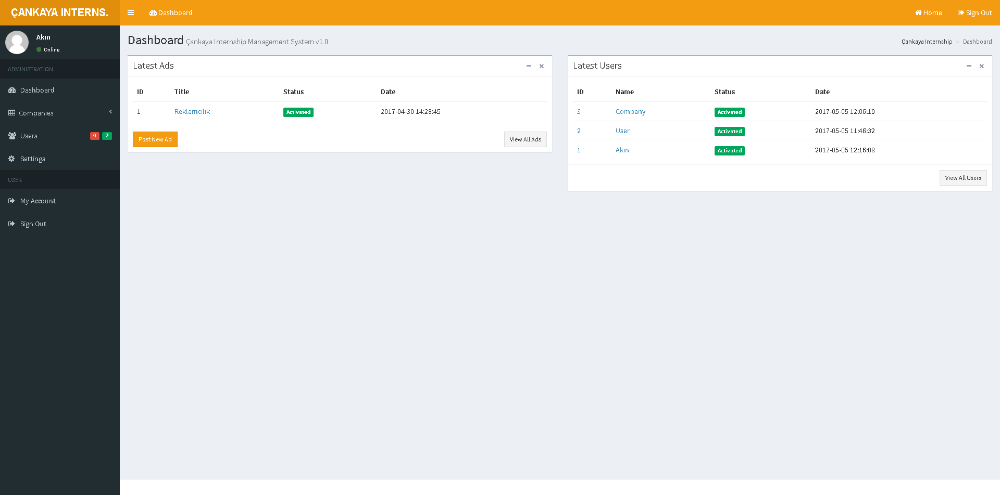 ÇANKAYA INTERNS.
Dashboard
Home
Sign Out
Akın
Online
ADMINISTRATION
Dashboard
Companies
Users 0 2
Settings
USER
My Account
Sign Out
Dashboard Çankaya Internship Management System v1.0
Çankaya Internship > Dashboard
Latest Ads
ID Title Status Date
1 Reklamcılık Activated 2017-04-30 14:28:45
Post New Ad
View All Ads
Latest Users
ID Name Status Date
3 Company Activated 2017-05-05 12:06:19
2 User Activated 2017-05-05 11:46:32
1 Akın Activated 2017-05-05 12:16:08
View All Users